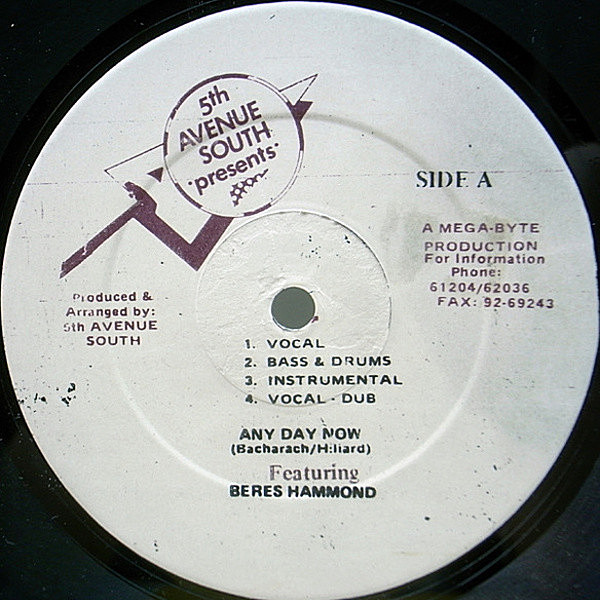 5th
AVENUE
SOUTH
·presents·
SIDE A
A MEGA-BYTE
PRODUCTION
For Information
Phone:
61204/62036
FAX: 92-69243
Produced &
Arranged by:
5th AVENUE
SOUTH
1. VOCAL
2. BASS & DRUMS
3. INSTRUMENTAL
4. VOCAL - DUB
ANY DAY NOW
(Bacharach/H:liard)
Featuring
BERES HAMMOND